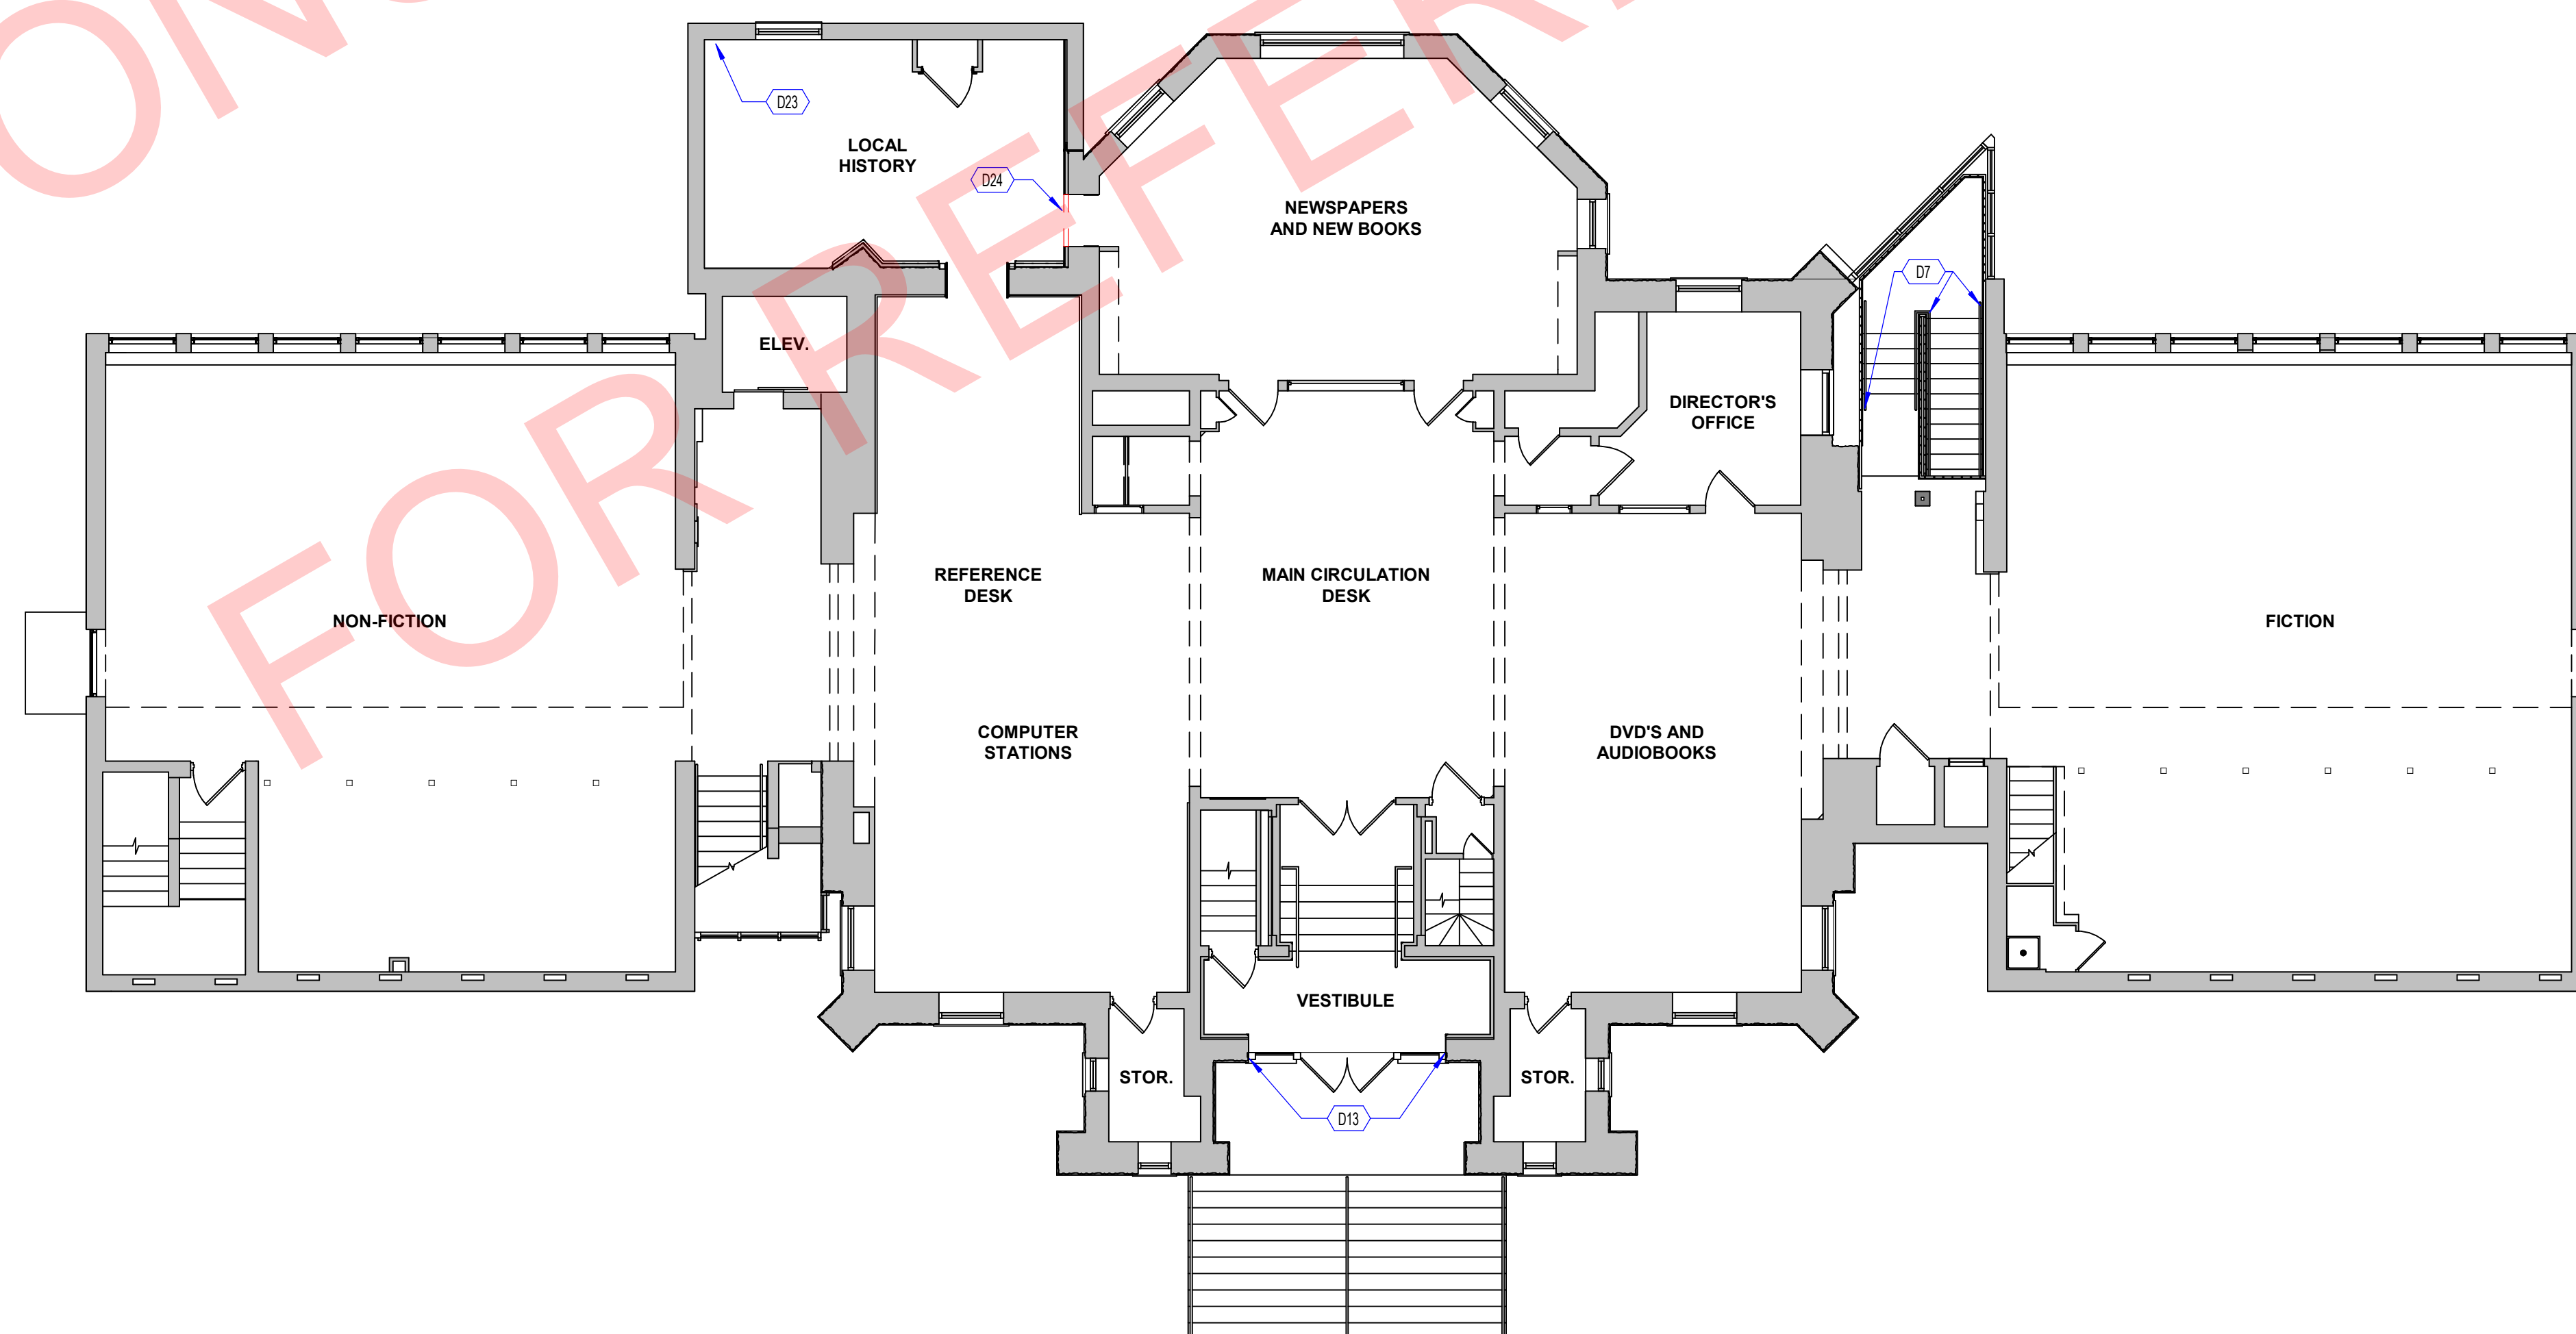 FOR REFERE
D23
LOCAL
HISTORY
D24
NEWSPAPERS
AND NEW BOOKS
D7
ELEV.
DIRECTOR'S
OFFICE
REFERENCE
DESK
MAIN CIRCULATION
DESK
NON-FICTION
FICTION
COMPUTER
STATIONS
DVD'S AND
AUDIOBOOKS
VESTIBULE
STOR.
STOR.
D13